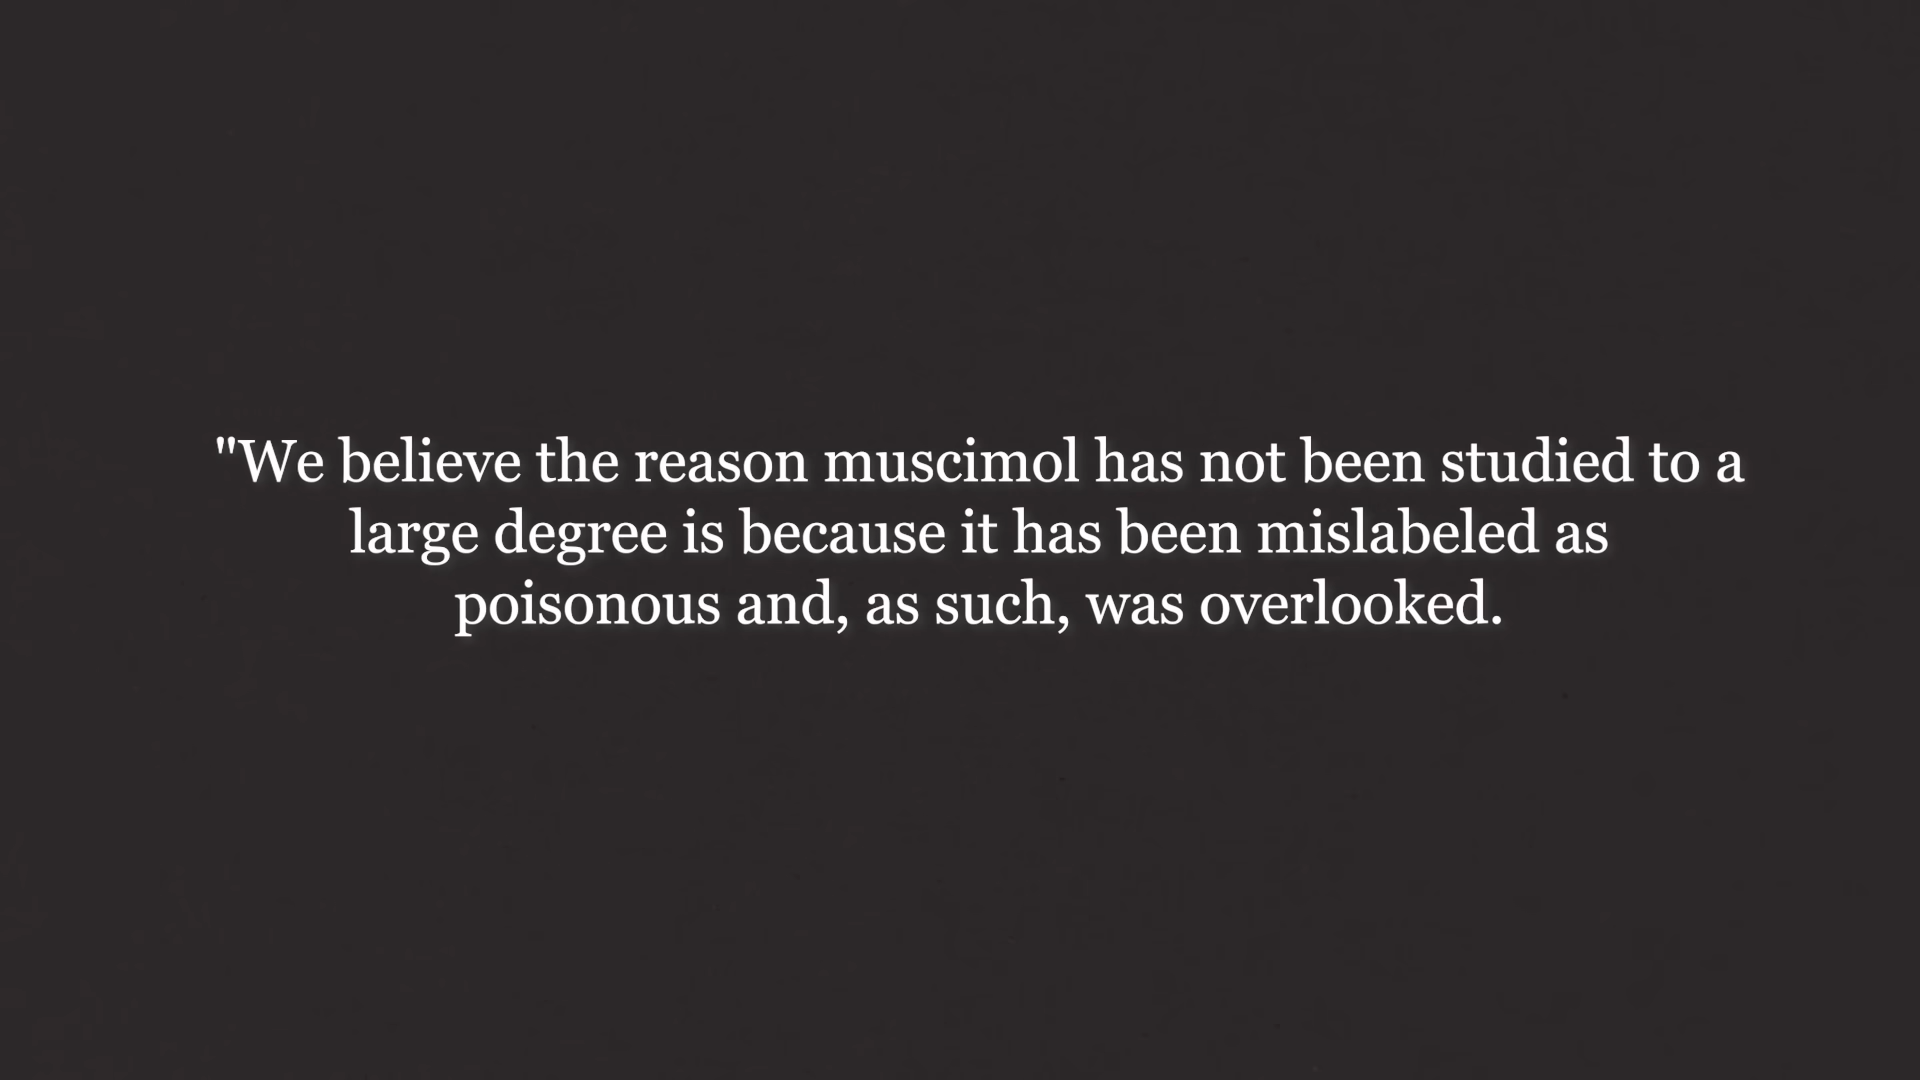 "We believe the reason muscimol has not been studied to a
large degree is because it has been mislabeled as
poisonous and, as such, was overlooked.